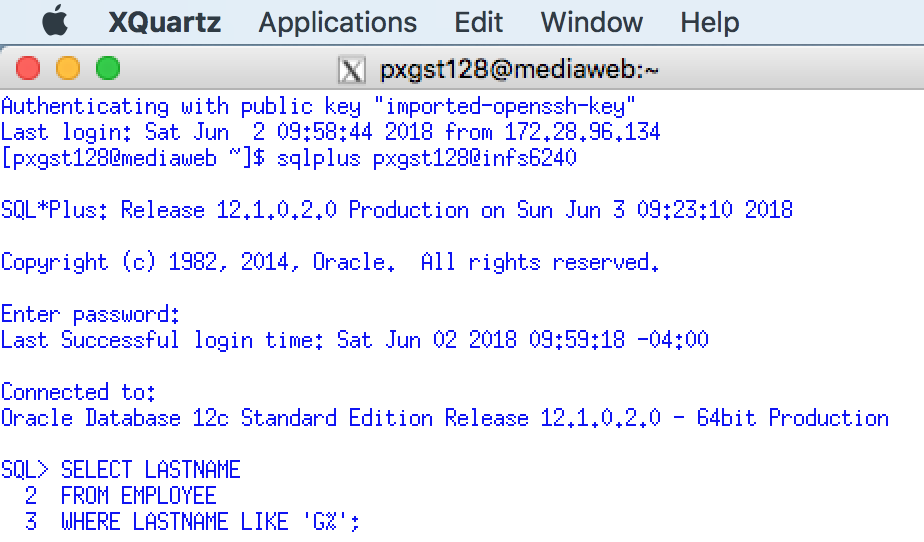 XQuartz Applications Edit Window Help
pxgst128@mediaweb:~
Authenticating with public key "imported-openssh-key"
Last login: Sat Jun  2 09:58:44 2018 from 172.28.96.134
[pxgst128@mediaweb ~]$ sqlplus pxgst128@infs6240
SQL*Plus: Release 12.1.0.2.0 Production on Sun Jun 3 09:23:10 2018
Copyright (c) 1982, 2014, Oracle.  All rights reserved.
Enter password:
Last Successful login time: Sat Jun 02 2018 09:59:18 -04:00
Connected to:
Oracle Database 12c Standard Edition Release 12.1.0.2.0 - 64bit Production
SQL> SELECT LASTNAME
  2  FROM EMPLOYEE
  3  WHERE LASTNAME LIKE 'G%';